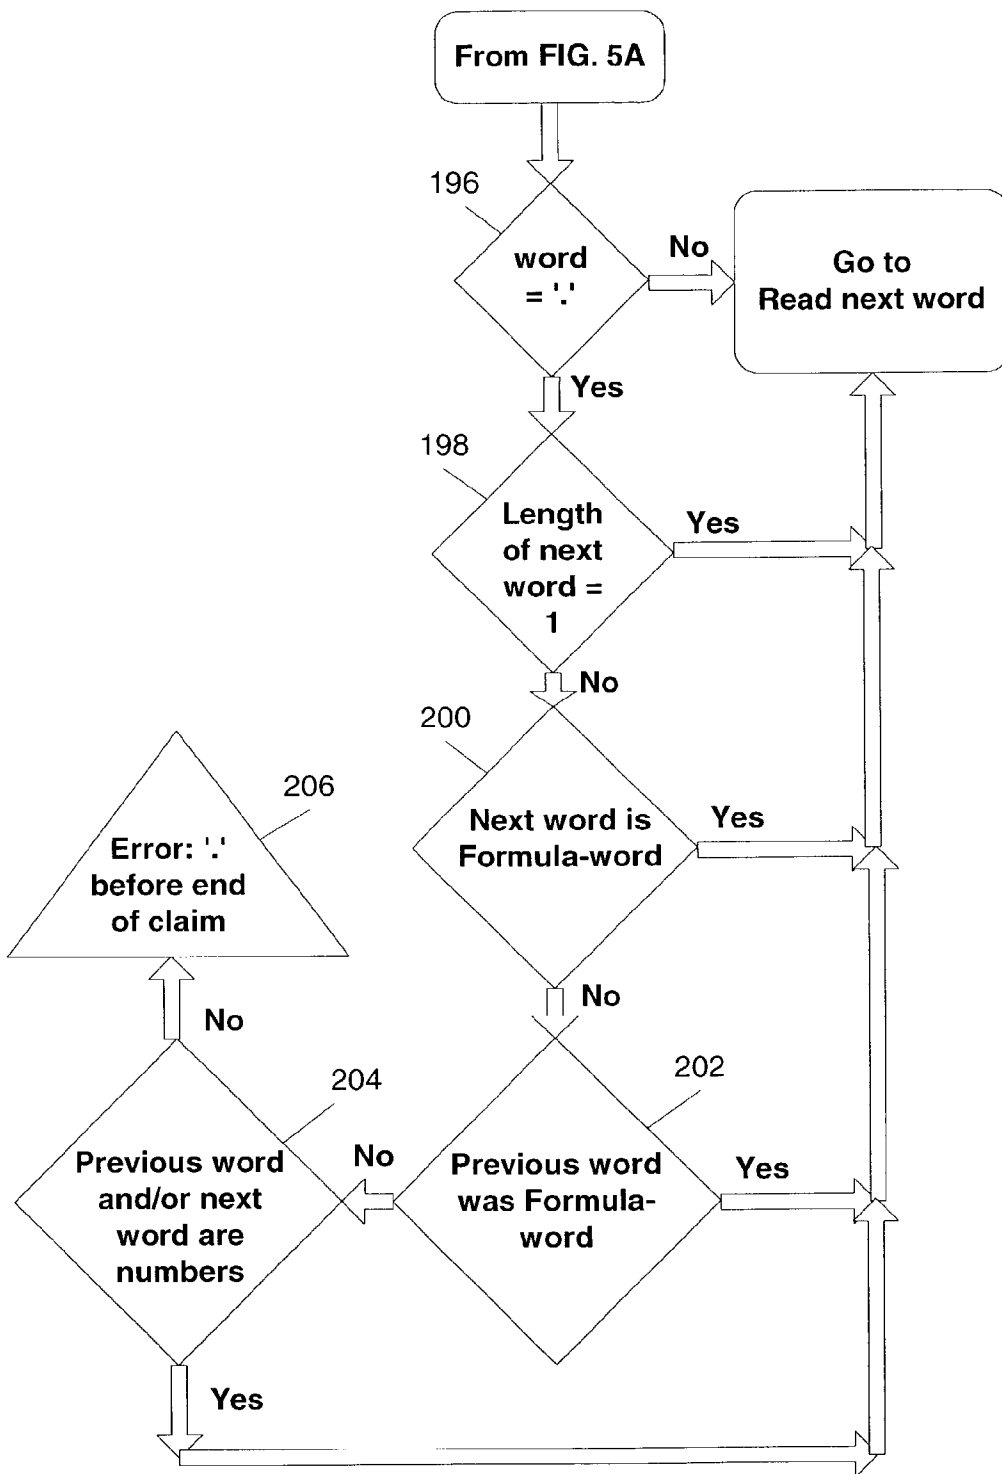 From FIG. 5A
196
word
= '.'
No
Go to
Read next word
Yes
198
Length
of next
word =
1
Yes
No
200
Next word is
Formula-word
Yes
206
Error: '.'
before end
of claim
No
No
204
Previous word
and/or next
word are
numbers
No
202
Previous word
was Formula-
word
Yes
Yes